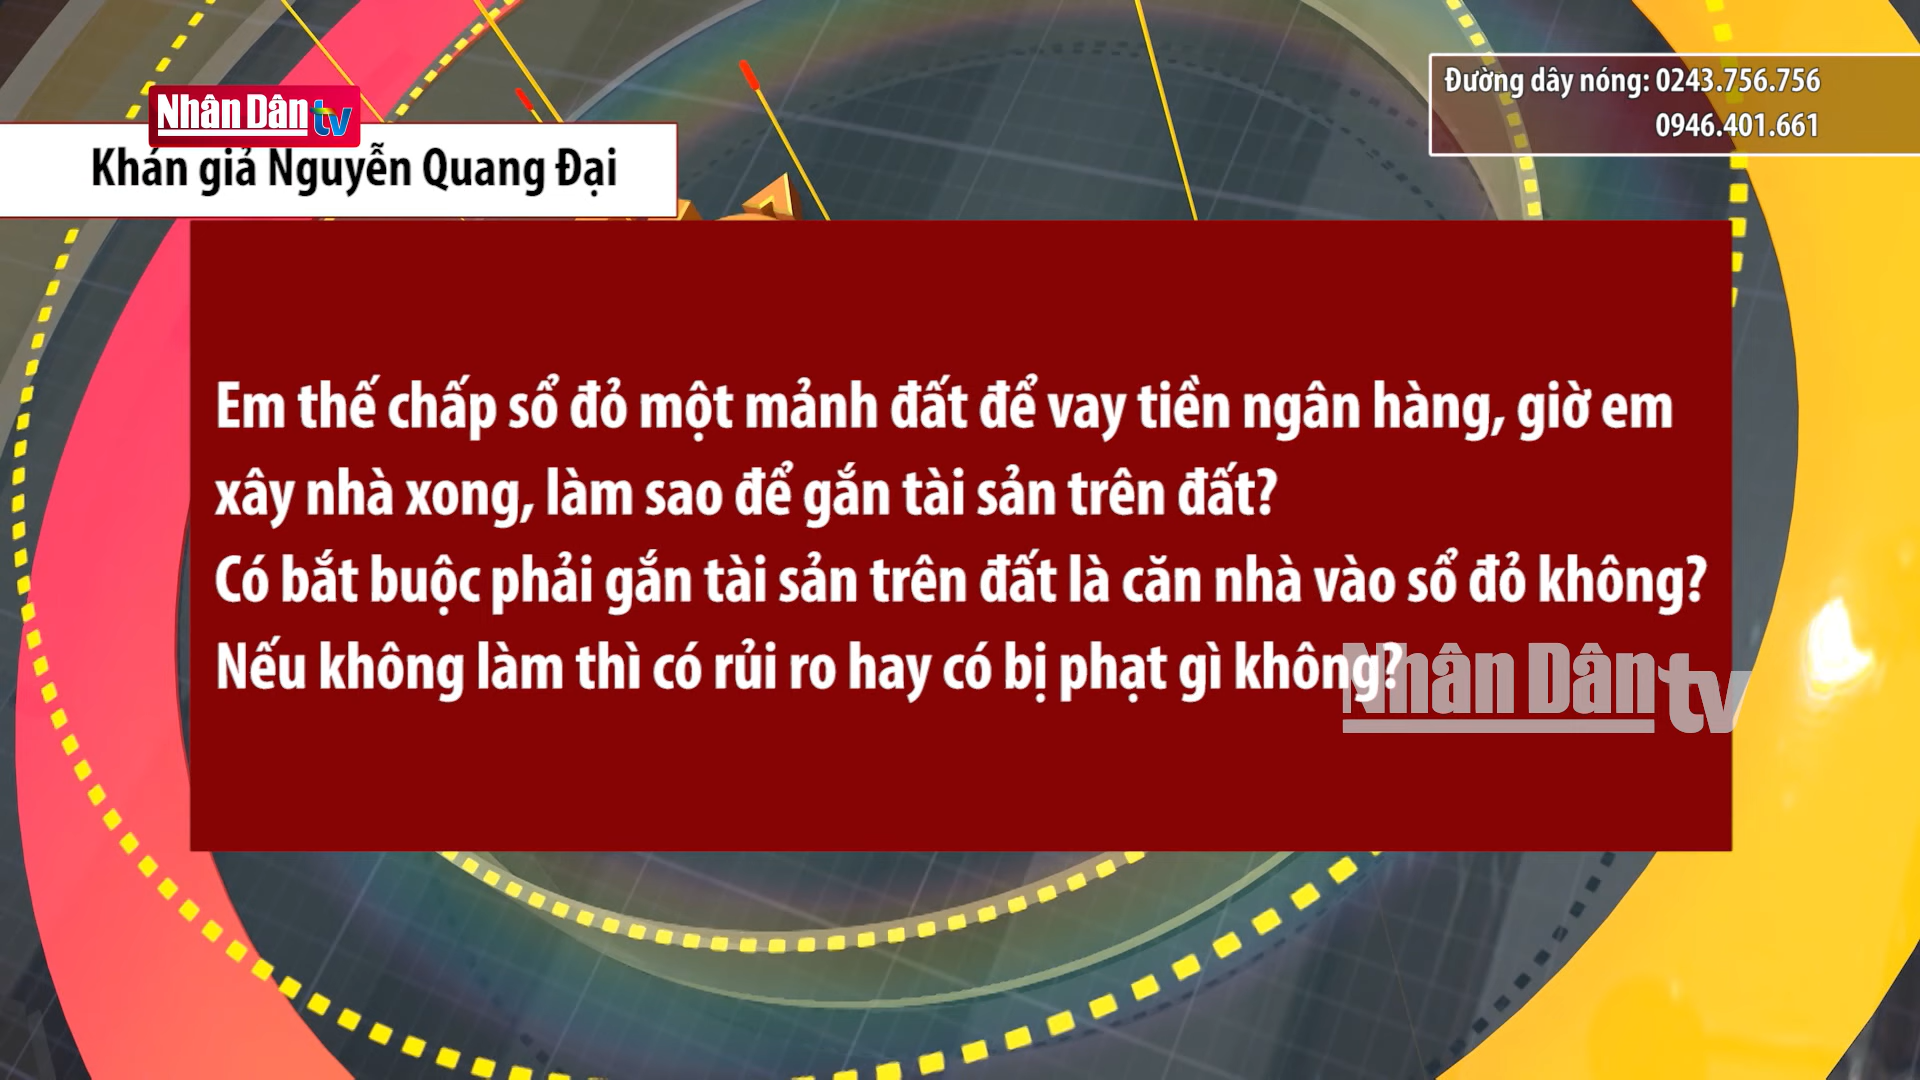 Nhân Dân tv
Khán giả Nguyễn Quang Đại
Đường dây nóng: 0243.756.756
0946.401.661
Em thế chấp sổ đỏ một mảnh đất để vay tiền ngân hàng, giờ em
xây nhà xong, làm sao để gắn tài sản trên đất?
Có bắt buộc phải gắn tài sản trên đất là căn nhà vào sổ đỏ không?
Nếu không làm thì có rủi ro hay có bị phạt gì không?
Nhân Dân tv